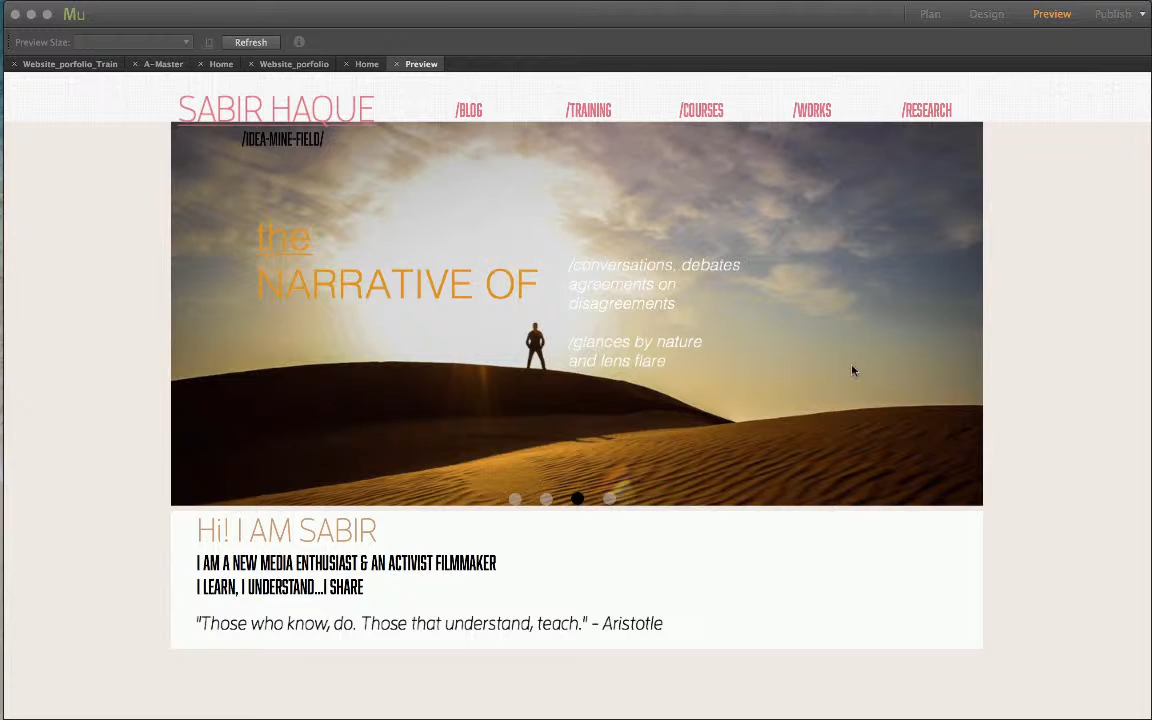 Mu
Plan Design Preview Publish
Preview Size: Refresh
Website_porfolio_Train A-Master Home Website_porfolio Home Preview
SABIR HAQUE /BLOG /TRAINING /COURSES /WORKS /RESEARCH
/IDEA-MINE-FIELD/
the
NARRATIVE OF
/conversations, debates
agreements on
disagreements
/glances by nature
and lens flare
Hi! I AM SABIR
I AM A NEW MEDIA ENTHUSIAST & AN ACTIVIST FILMMAKER
I LEARN, I UNDERSTAND...I SHARE
"Those who know, do. Those that understand, teach." - Aristotle